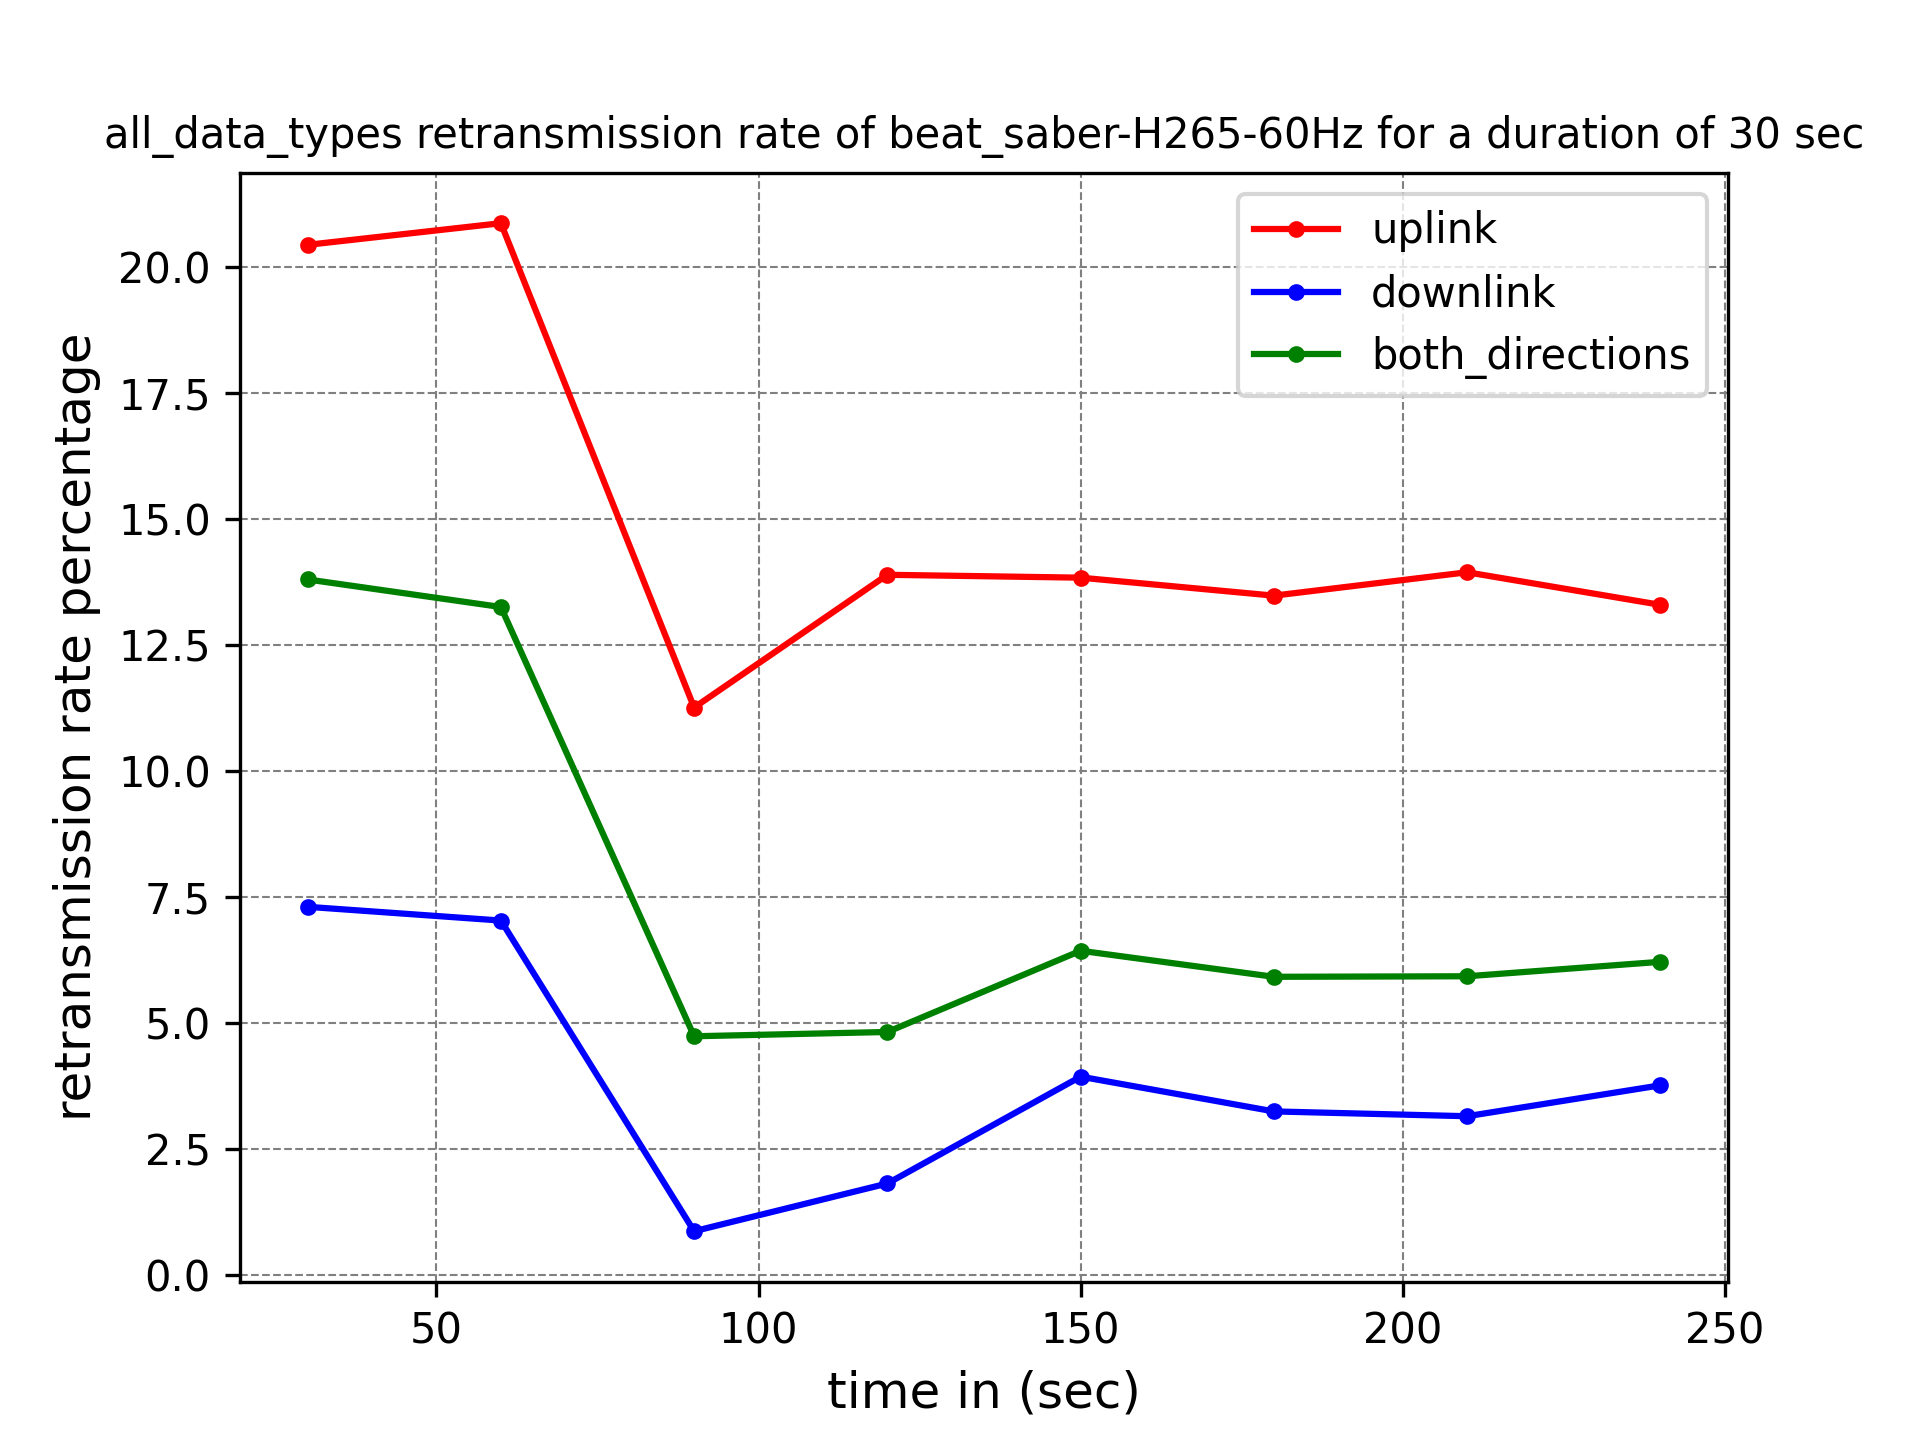 all_data_types retransmission rate of beat_saber-H265-60Hz for a duration of 30 sec
uplink
downlink
both_directions
retransmission rate percentage
20.0
17.5
15.0
12.5
10.0
7.5
5.0
2.5
0.0
50 100 150 200 250
time in (sec)